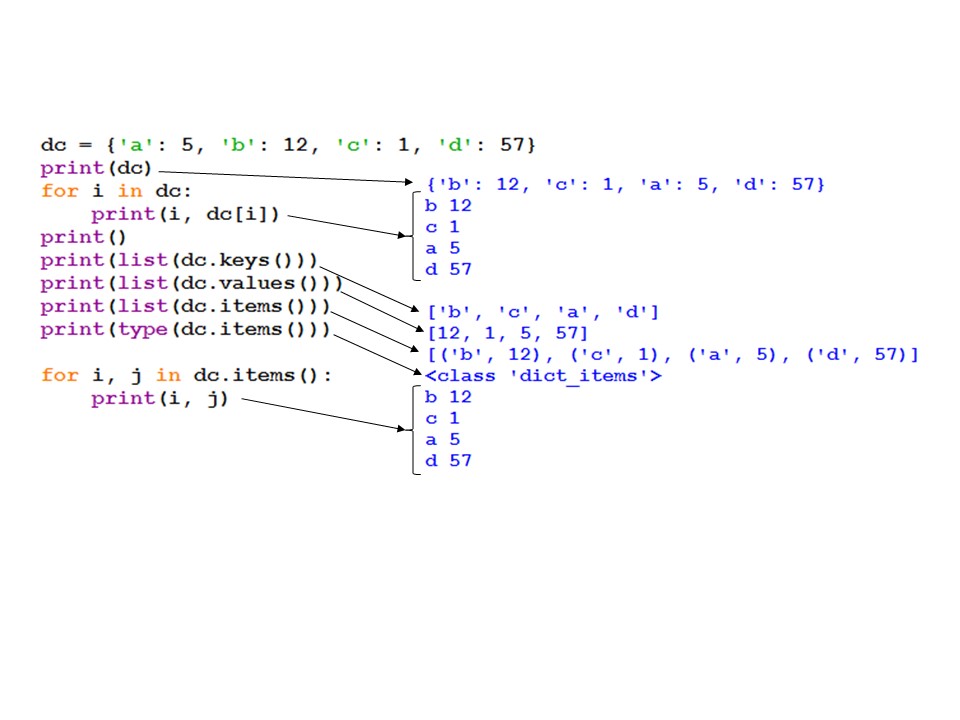 dc = {'a': 5, 'b': 12, 'c': 1, 'd': 57}
print(dc)
for i in dc:
    print(i, dc[i])
print()
print(list(dc.keys()))
print(list(dc.values()))
print(list(dc.items()))
print(type(dc.items()))
for i, j in dc.items():
    print(i, j)
{'b': 12, 'c': 1, 'a': 5, 'd': 57}
b 12
c 1
a 5
d 57
['b', 'c', 'a', 'd']
[12, 1, 5, 57]
[('b', 12), ('c', 1), ('a', 5), ('d', 57)]
<class 'dict_items'>
b 12
c 1
a 5
d 57